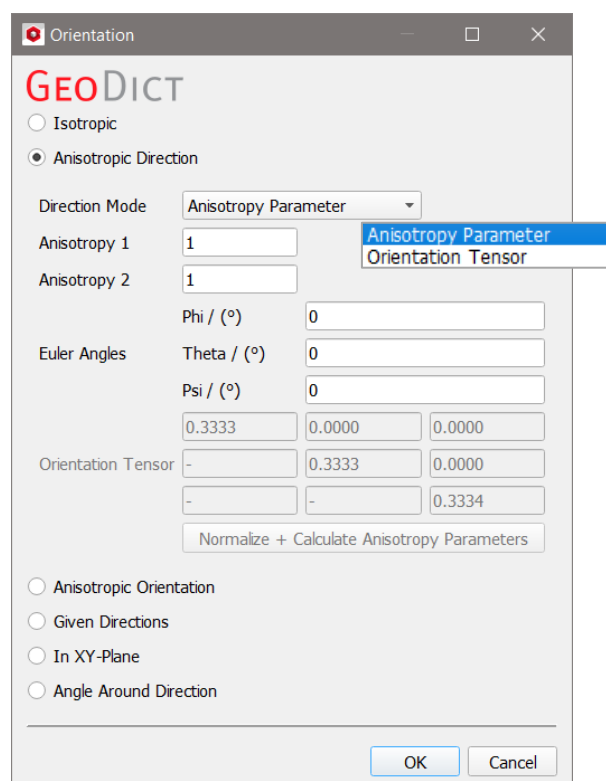 Orientation
GEODICT
Isotropic
Anisotropic Direction
Direction Mode Anisotropy Parameter
Anisotropy Parameter
Orientation Tensor
Anisotropy 1 1
Anisotropy 2 1
Phi / (°) 0
Euler Angles Theta / (°) 0
Psi / (°) 0
0.3333 0.0000 0.0000
Orientation Tensor - 0.3333 0.0000
- - 0.3334
Normalize + Calculate Anisotropy Parameters
Anisotropic Orientation
Given Directions
In XY-Plane
Angle Around Direction
OK Cancel